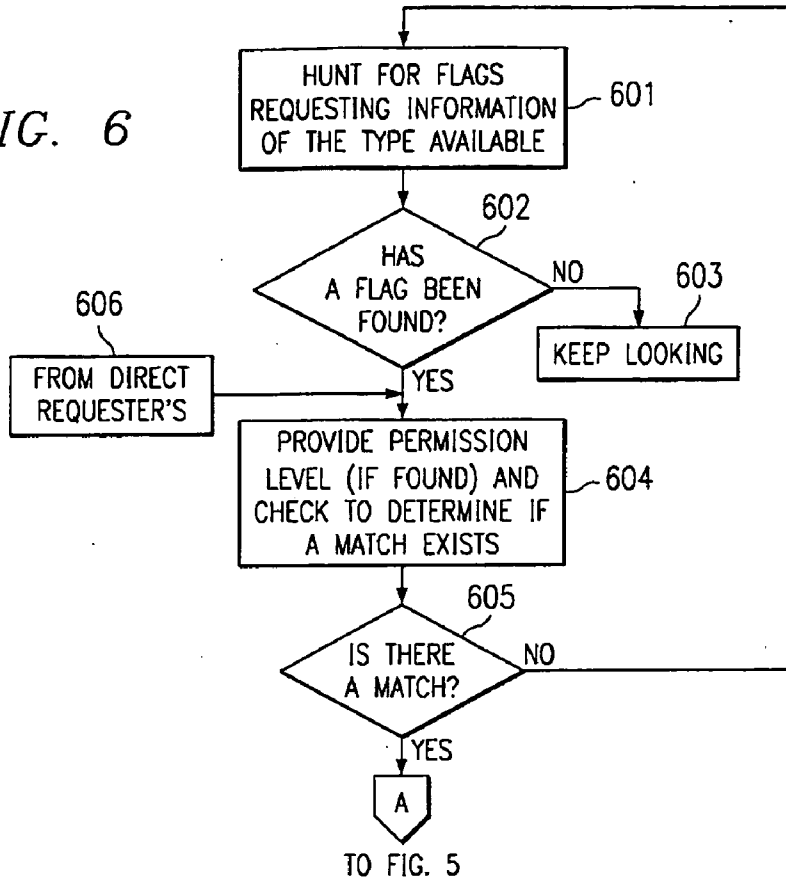 IG. 6
HUNT FOR FLAGS
REQUESTING INFORMATION
OF THE TYPE AVAILABLE
601
602
HAS
A FLAG BEEN
FOUND?
NO
603
KEEP LOOKING
606
FROM DIRECT
REQUESTER'S
YES
PROVIDE PERMISSION
LEVEL (IF FOUND) AND
CHECK TO DETERMINE IF
A MATCH EXISTS
604
605
IS THERE
A MATCH?
NO
YES
A
TO FIG. 5